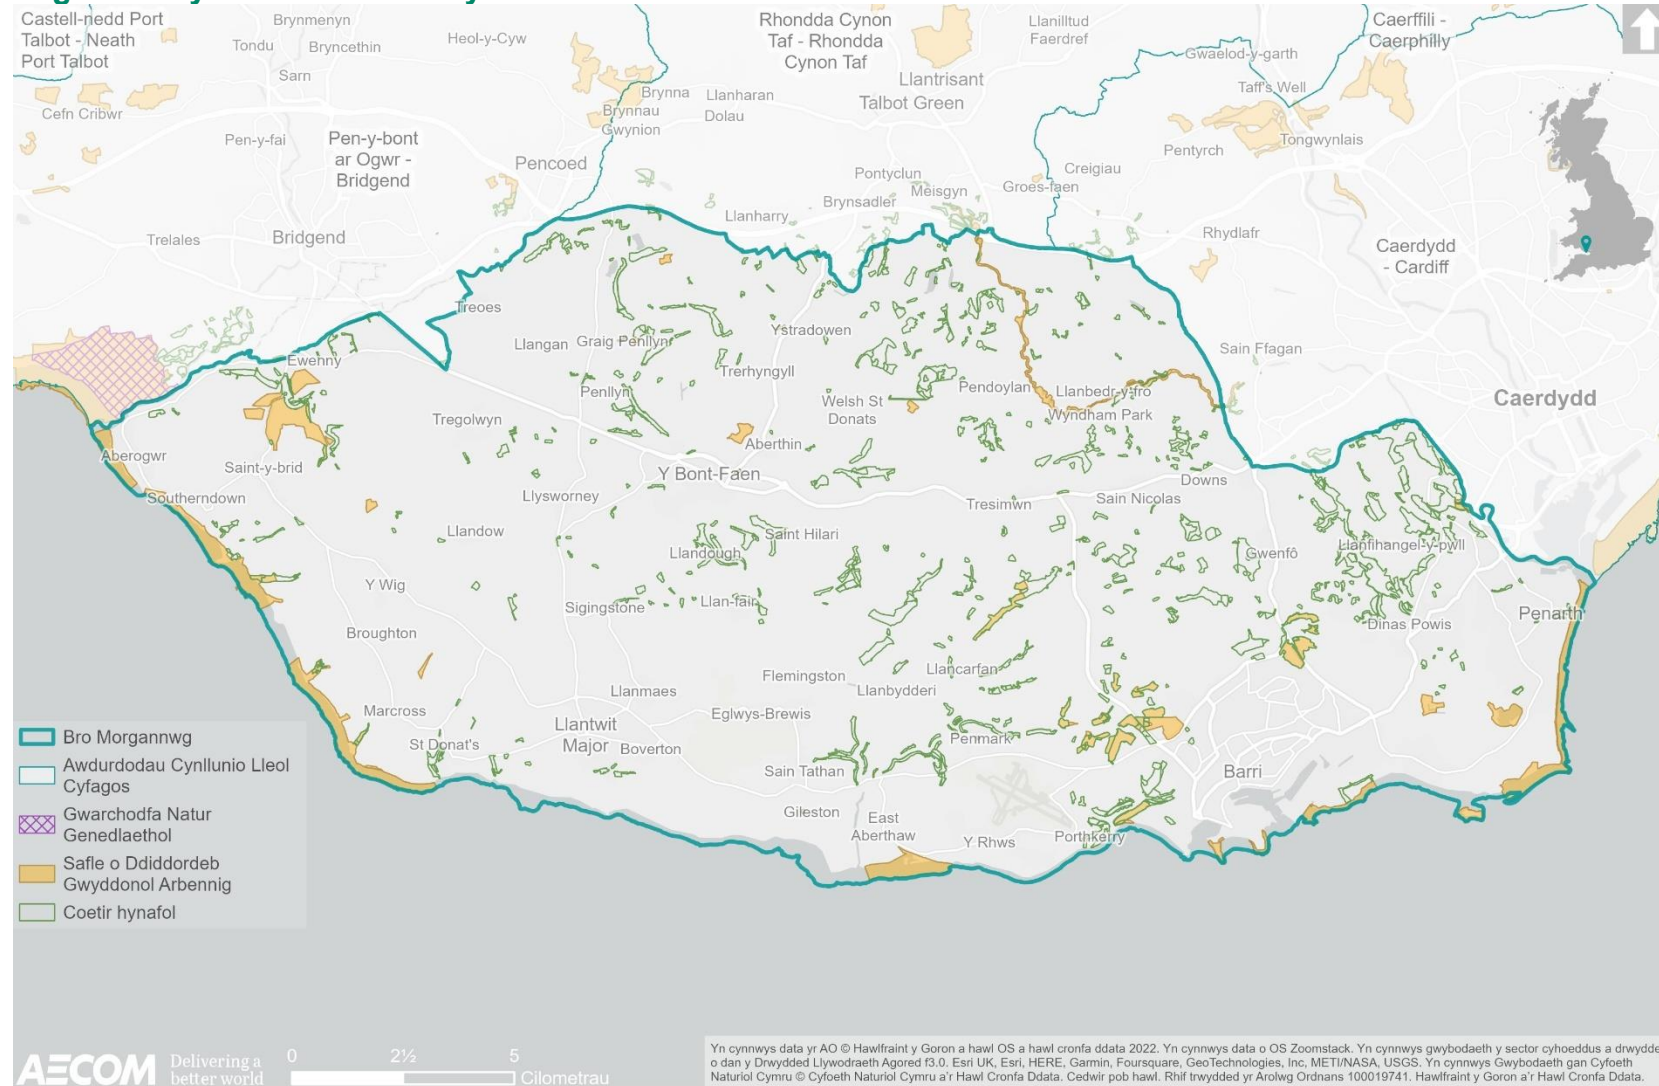 Castell-nedd Port
Talbot - Neath
Port Talbot
Brynmenyn
Tondu
Bryncethin
Heol-y-Cyw
Sarn
Cefn Cribwr
Pen-y-fai
Pen-y-bont
ar Ogwr -
Bridgend
Pencoed
Brynna
Brynnau
Gwynion
Llanharan
Dolau
Rhondda Cynon
Taf - Rhondda
Cynon Taf
Llantrisant
Talbot Green
Llanilltud
Faerdref
Gwaelod-y-garth
Caerffili -
Caerphilly
Taff's Well
Tongwynlais
Pentyrch
Creigiau
Pontyclun
Meisgyn
Groes-faen
Brynsadler
Llanharry
Trelales
Bridgend
Rhydlafr
Caerdydd
- Cardiff
Treoes
Ewenny
Llangan
Graig Penllyn
Ystradowen
Trerhyngyll
Sain Ffagan
Penllyn
Pendoylan
Llanbedr-y-fro
Caerdydd
Welsh St
Donats
Wyndham Park
Tregolwyn
Aberthin
Aberogwr
Saint-y-brid
Y Bont-Faen
Downs
Southerndown
Llysworney
Tresimwn
Sain Nicolas
Llandow
Saint Hilari
Llandough
Gwenfô
Llanfihangel-y-pwll
Y Wig
Sigingstone
Llan-fair
Penarth
Dinas Powis
Broughton
Flemingston
Llancarfan
Llanmaes
Llanbydderi
Marcross
Eglwys-Brewis
Llantwit
Major
St Donat's
Boverton
Penmark
Sain Tathan
Barri
Gileston
East
Aberthaw
Y Rhws
Porthkerry
Bro Morgannwg
Awdurdodau Cynllunio Lleol
Cyfagos
Gwarchodfa Natur
Genedlaethol
Safle o Ddiddordeb
Gwyddonol Arbennig
Coetir hynafol
AECOM
Delivering a
better world
0 2½ 5
Cilometrau
Yn cynnwys data yr AO © Hawlfraint y Goron a hawl OS a hawl cronfa ddata 2022. Yn cynnwys data o OS Zoomstack. Yn cynnwys gwybodaeth y sector cyhoeddus a drwydde
o dan y Drwydded Llywodraeth Agored f3.0. Esri UK, Esri, HERE, Garmin, Foursquare, GeoTechnologies, Inc, METI/NASA, USGS. Yn cynnwys Gwybodaeth gan Cyfoeth
Naturiol Cymru © Cyfoeth Naturiol Cymru a'r Hawl Cronfa Ddata. Cedwir pob hawl. Rhif trwydded yr Arolwg Ordnans 100019741. Hawlfraint y Goron a'r Hawl Cronfa Ddata.